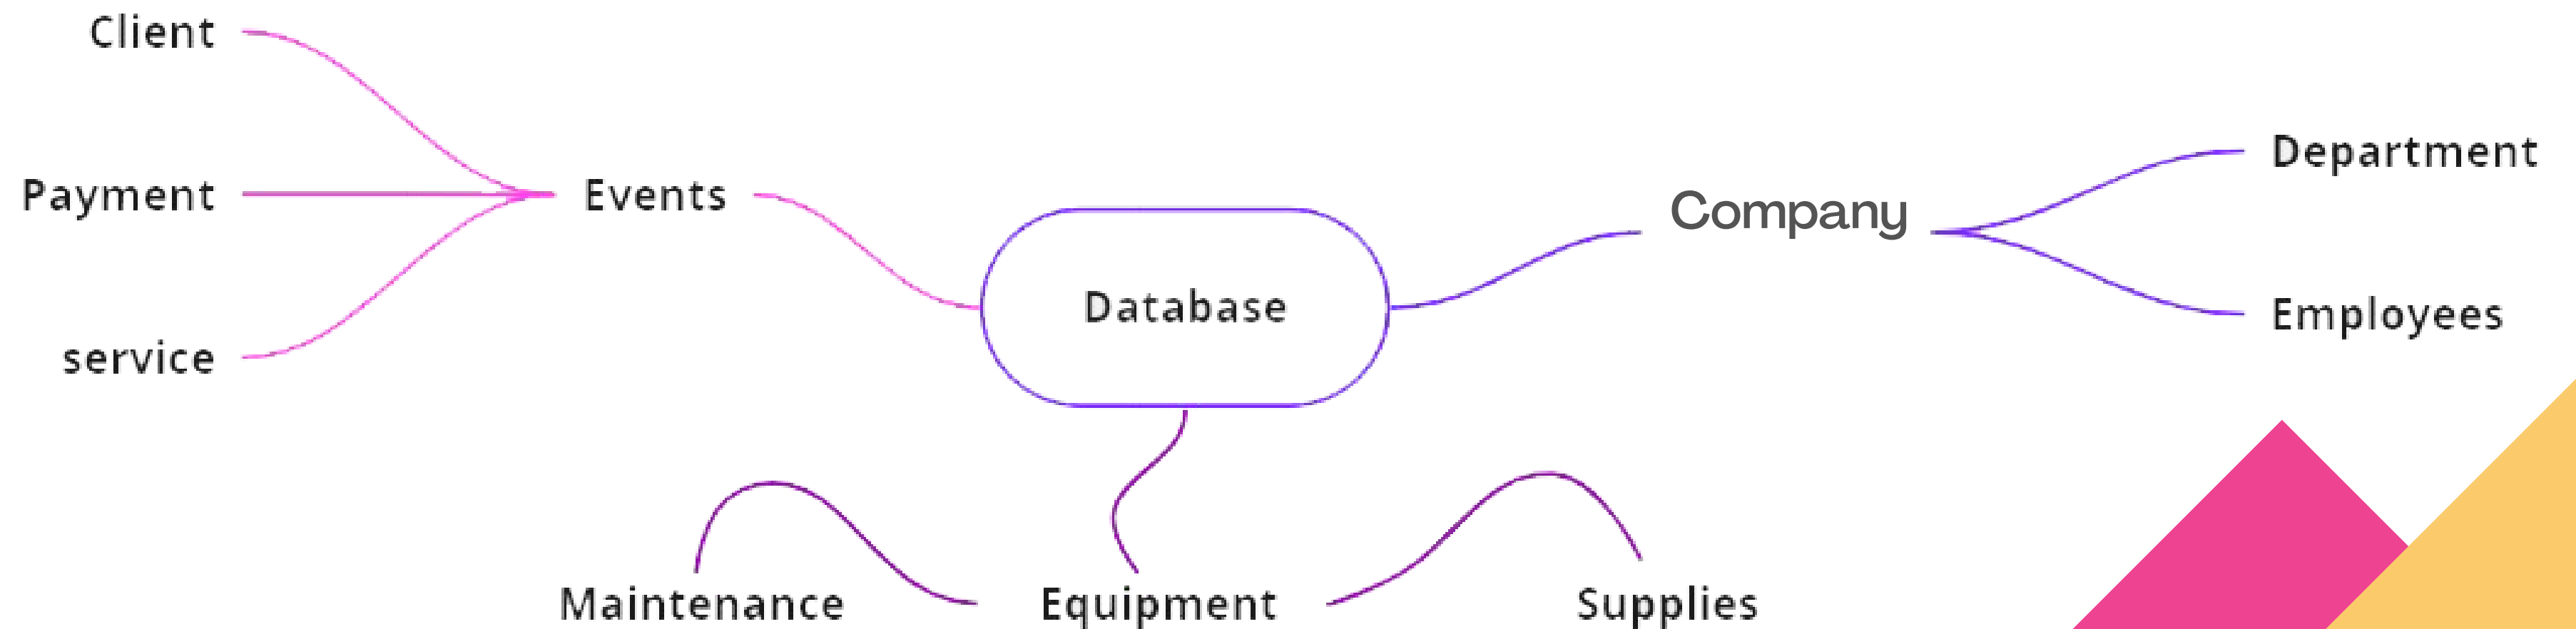 Client
Payment
service
Events
Database
Company
Department
Employees
Maintenance
Equipment
Supplies